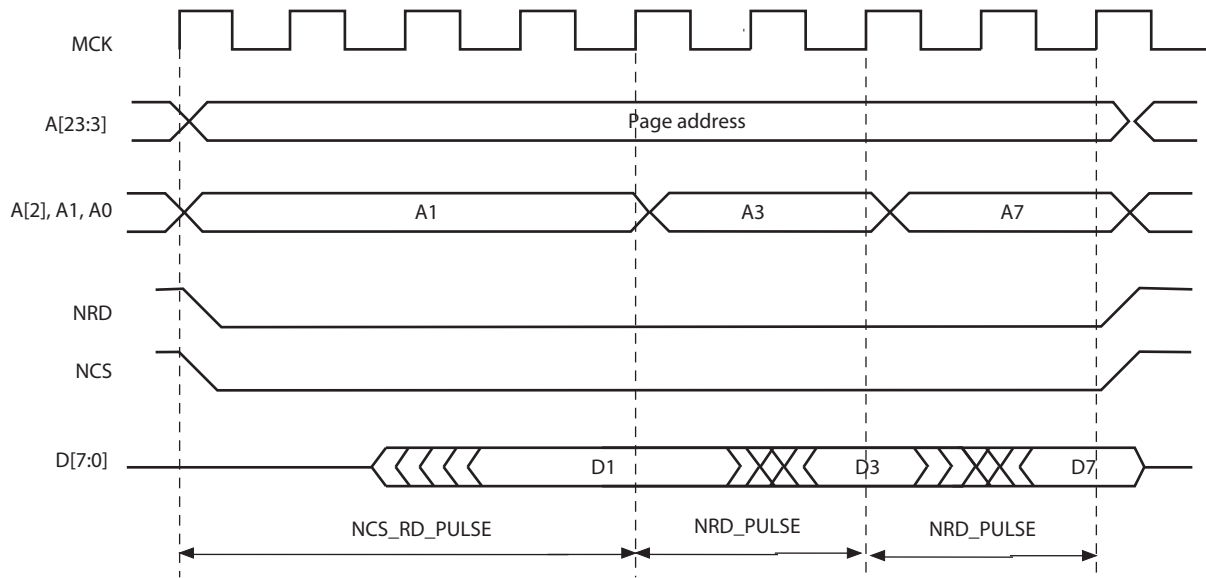 MCK
A[23:3]
Page address
A[2], A1, A0
A1
A3
A7
NRD
NCS
D[7:0]
D1
D3
D7
NCS_RD_PULSE
NRD_PULSE
NRD_PULSE